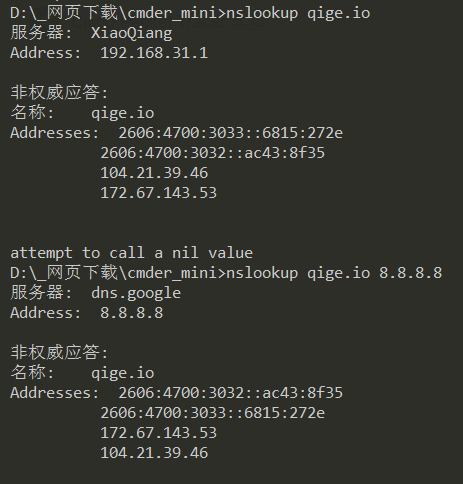 D:\_网页下载\cmder_mini>nslookup qige.io
服务器:  XiaoQiang
Address:  192.168.31.1
非权威应答:
名称:    qige.io
Addresses:  2606:4700:3033::6815:272e
2606:4700:3032::ac43:8f35
104.21.39.46
172.67.143.53
attempt to call a nil value
D:\_网页下载\cmder_mini>nslookup qige.io 8.8.8.8
服务器:  dns.google
Address:  8.8.8.8
非权威应答:
名称:    qige.io
Addresses:  2606:4700:3032::ac43:8f35
2606:4700:3033::6815:272e
172.67.143.53
104.21.39.46